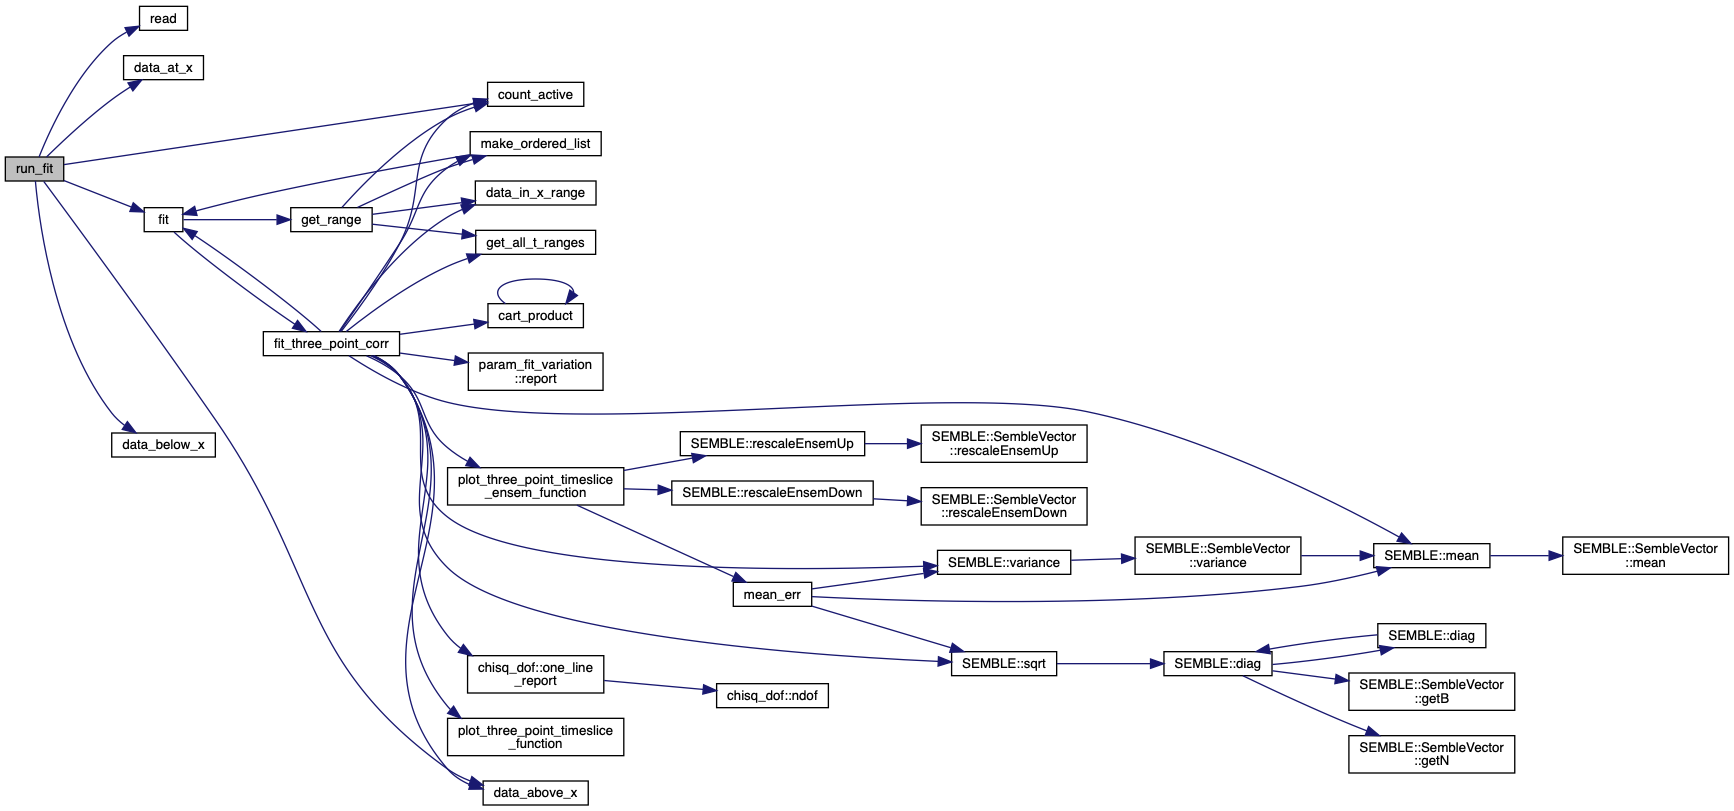 read
data_at_x
count_active
make_ordered_list
run_fit
data_in_x_range
fit
get_range
get_all_t_ranges
cart_product
fit_three_point_corr
param_fit_variation
::report
data_below_x
SEMBLE::rescaleEnsemUp
SEMBLE::SembleVector
::rescaleEnsemUp
plot_three_point_timeslice
_ensem_function
SEMBLE::rescaleEnsemDown
SEMBLE::SembleVector
::rescaleEnsemDown
SEMBLE::variance
SEMBLE::SembleVector
::variance
SEMBLE::mean
SEMBLE::SembleVector
::mean
mean_err
SEMBLE::diag
chisq_dof::one_line
_report
SEMBLE::sqrt
SEMBLE::diag
chisq_dof::ndof
SEMBLE::SembleVector
::getB
plot_three_point_timeslice
_function
SEMBLE::SembleVector
::getN
data_above_x